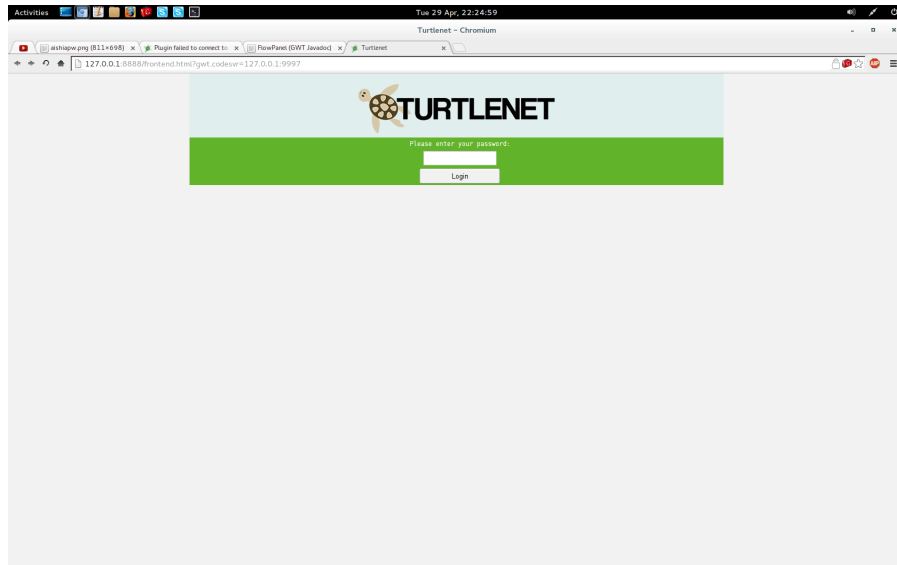 Activities
Tue 29 Apr, 22:24:59
Turtlenet - Chromium
aishiapw.png (811×698)
Plugin failed to connect to
FlowPanel (GWT Javadoc)
Turtlenet
127.0.0.1:8888/frontend.html?gwt.codesvr=127.0.0.1:9997
ABP
TURTLENET
Please enter your password:
Login